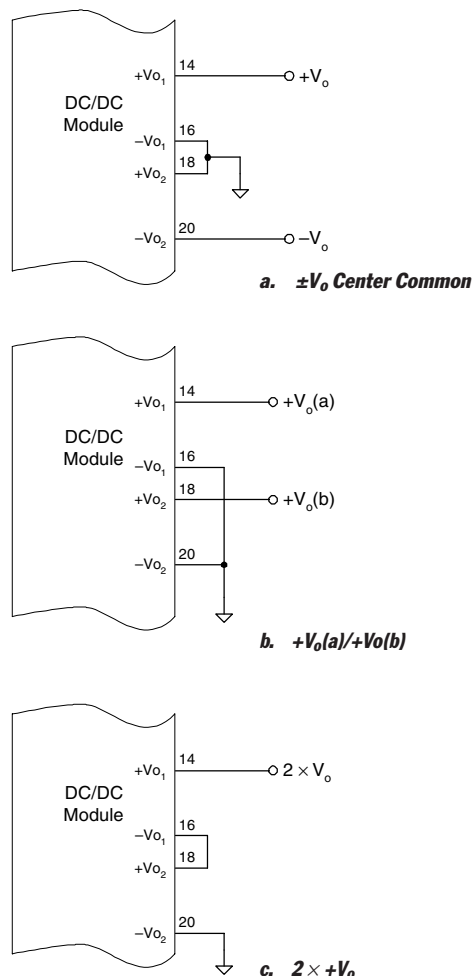 14
+Vo1
+Vo
DC/DC
Module
16
−Vo1
18
+Vo2
20
−Vo2
−Vo
a. ±Vo Center Common
14
+Vo1
+Vo(a)
DC/DC
Module
16
−Vo1
18
+Vo2
+Vo(b)
20
−Vo2
b. +Vo(a)/+Vo(b)
14
+Vo1
2 × Vo
DC/DC
Module
16
−Vo1
18
+Vo2
20
−Vo2
c. 2 × +Vo